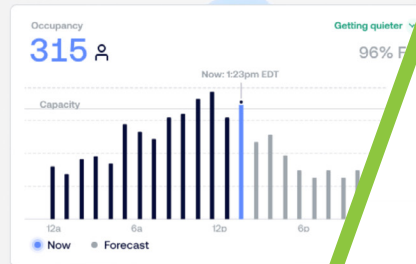 Occupancy
Getting quieter
315
96% F
Now: 1:23pm EDT
Capacity
12a 6a 12p 6p
Now Forecast